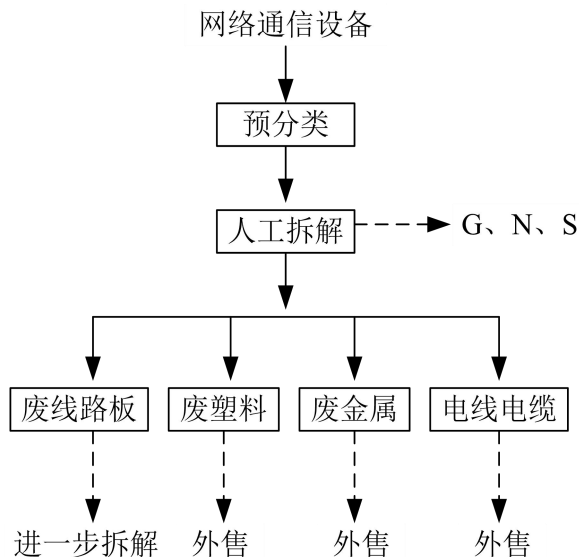 网络通信设备
预分类
人工拆解
G、N、S
废线路板
废塑料
废金属
电线电缆
进一步拆解
外售
外售
外售